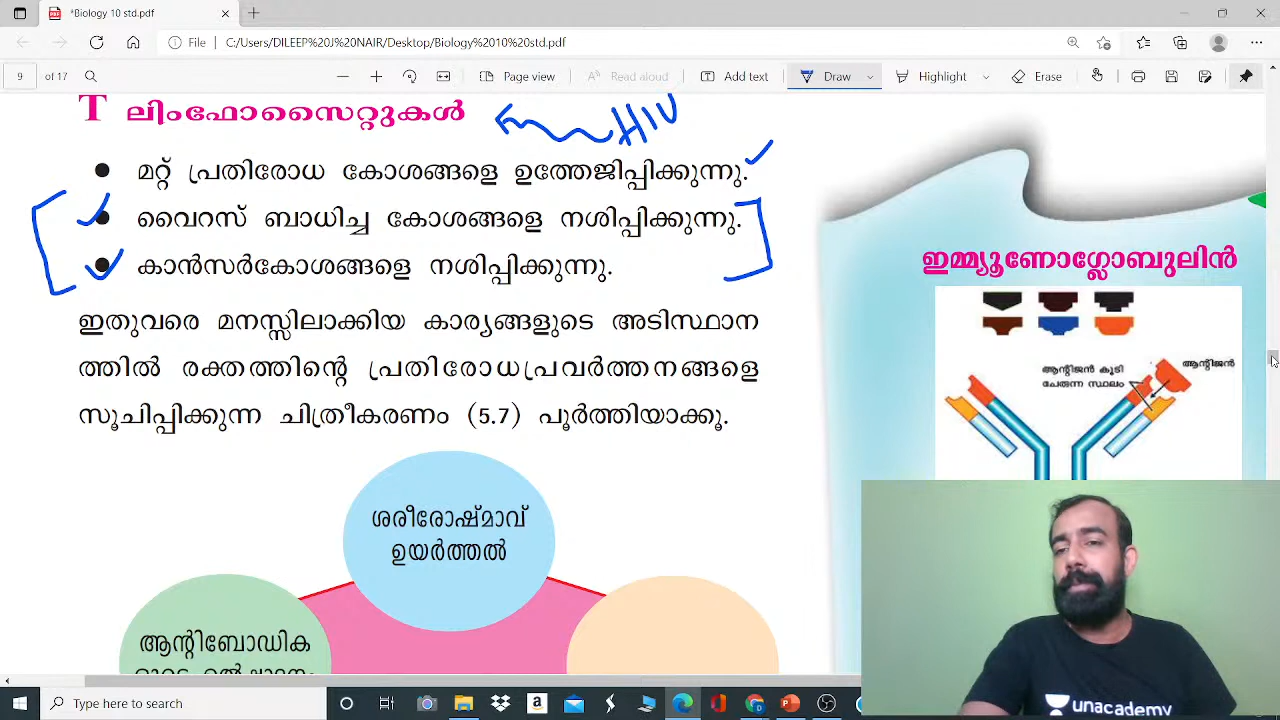 *Biology 10 std.pdf
File
C:/Users/DILEEP%20J%20NAIR/Desktop/Biology%2010%20std.pdf
9 of 17
Page view
Read aloud
Add text
Draw
Highlight
Erase
T ലിംഫോസൈറ്റുകൾ
HIV
മറ്റ് പ്രതിരോധ കോശങ്ങളെ ഉത്തേജിപ്പിക്കുന്നു.
വൈറസ് ബാധിച്ച കോശങ്ങളെ നശിപ്പിക്കുന്നു.
കാൻസർകോശങ്ങളെ നശിപ്പിക്കുന്നു.
ഇതുവരെ മനസ്സിലാക്കിയ കാര്യങ്ങളുടെ അടിസ്ഥാന
ത്തിൽ രക്തത്തിന്റെ പ്രതിരോധപ്രവർത്തനങ്ങളെ
സൂചിപ്പിക്കുന്ന ചിത്രീകരണം (5.7) പൂർത്തിയാക്കൂ.
ശരീരോഷ്മാവ്
ഉയർത്തൽ
ആന്റിബോഡിക
ഇമ്മ്യൂണോഗ്ലോബുലിൻ
ആന്റിജൻ കൂടി
ചേരുന്ന സ്ഥലം
ആന്റിജൻ
unacademy
Type here to search